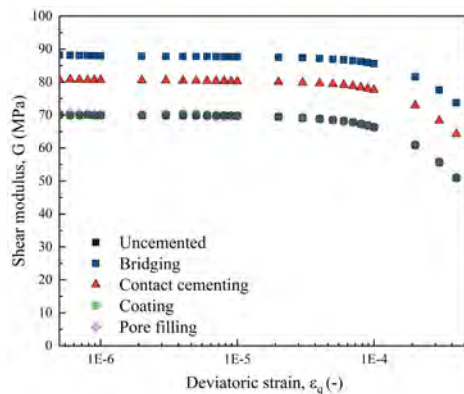 100
90
80
70
60
50
40
30
20
10
0
Shear modulus, G (MPa)
Uncemented
Bridging
Contact cementing
Coating
Pore filling
1E-6 1E-5 1E-4
Deviatoric strain, εq (-)